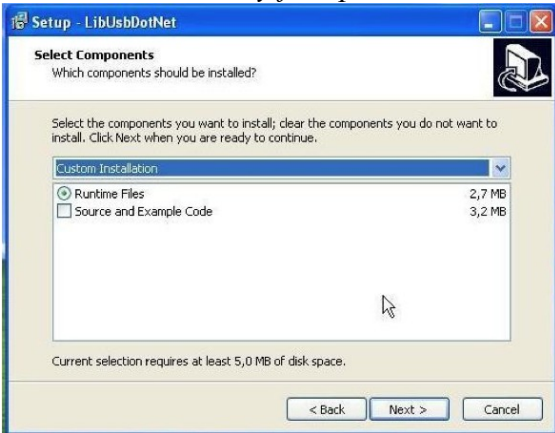 Setup - LibUsbDotNet
Select Components
Which components should be installed?
Select the components you want to install; clear the components you do not want to
install. Click Next when you are ready to continue.
Custom Installation
Runtime Files 2,7 MB
Source and Example Code 3,2 MB
Current selection requires at least 5,0 MB of disk space.
< Back Next > Cancel